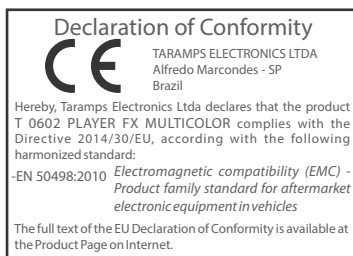 Declaration of Conformity
CE
TARAMPS ELECTRONICS LTDA
Alfredo Marcondes - SP
Brazil
Hereby, Taramps Electronics Ltda declares that the product
T 0602 PLAYER FX MULTICOLOR complies with the
Directive 2014/30/EU, according with the following
harmonized standard:
-EN 50498:2010 Electromagnetic compatibility (EMC) -
Product family standard for aftermarket
electronic equipment in vehicles
The full text of the EU Declaration of Conformity is available at
the Product Page on Internet.